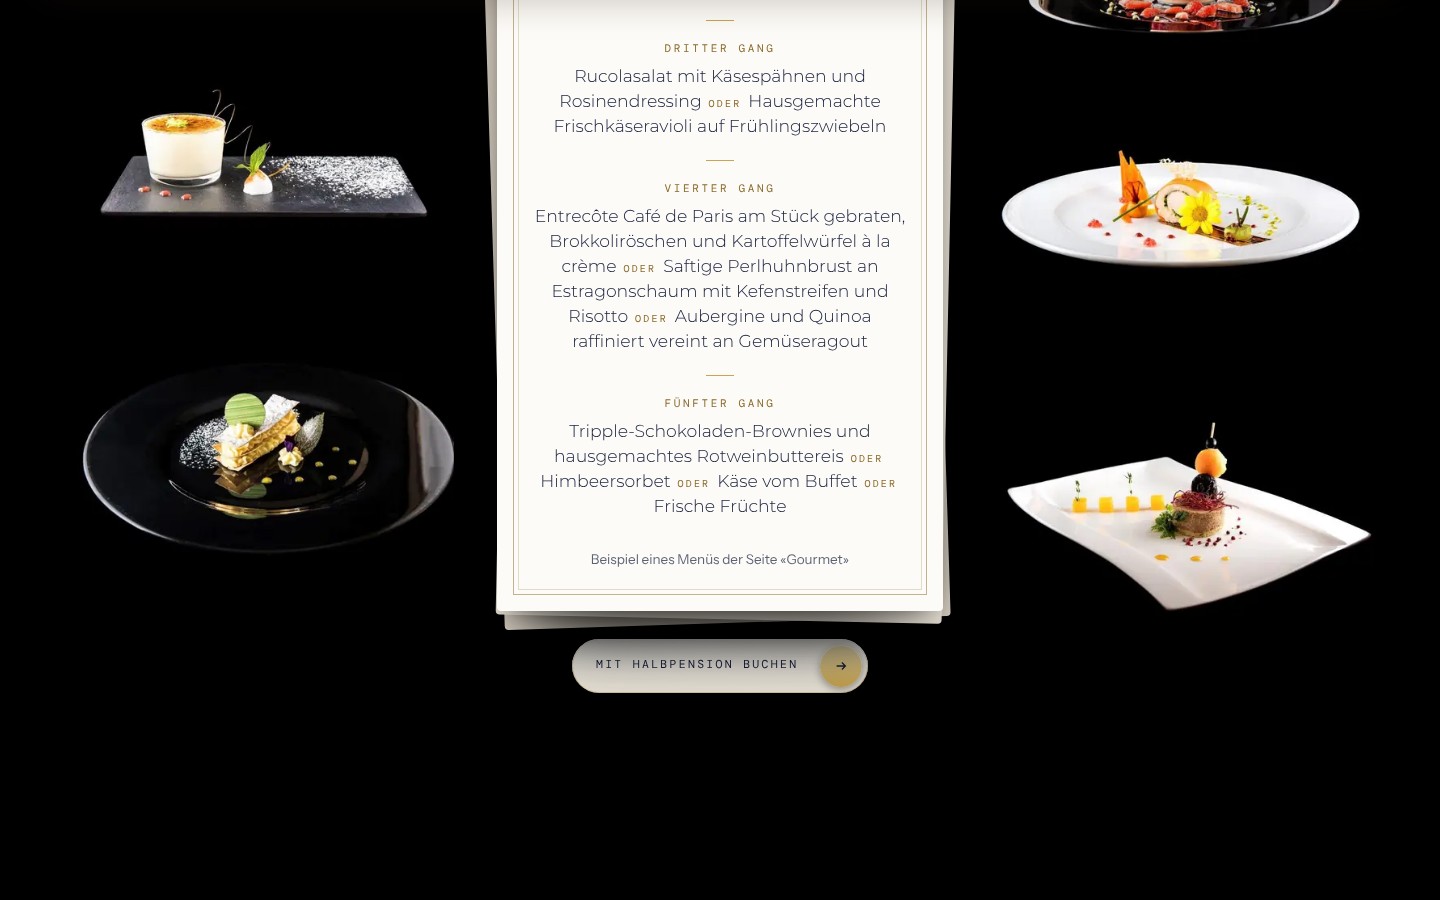 DRITTER GANG
Rucolasalat mit Käsespähnen und
Rosinendressing ODER Hausgemachte
Frischkäseravioli auf Frühlingszwiebeln
VIERTER GANG
Entrecôte Café de Paris am Stück gebraten,
Brokkoliröschen und Kartoffelwürfel à la
crème ODER Saftige Perlhuhnbrust an
Estragonschaum mit Kefenstreifen und
Risotto ODER Aubergine und Quinoa
raffiniert vereint an Gemüseragout
FÜNFTER GANG
Tripple-Schokoladen-Brownies und
hausgemachtes Rotweinbuttereis ODER
Himbeersorbet ODER Käse vom Buffet ODER
Frische Früchte
Beispiel eines Menüs der Seite «Gourmet»
MIT HALBPENSION BUCHEN